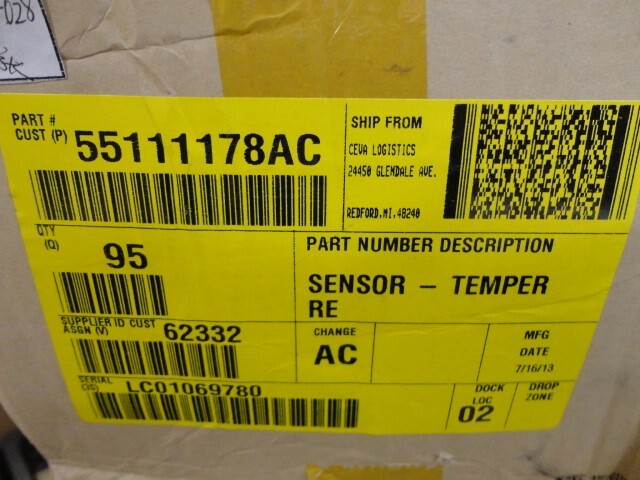 -028
PART #
CUST (P) 55111178AC
SHIP FROM
CEVA LOGISTICS
24450 GLENDALE AVE.
REDFORD,MI,48240
QTY
(Q) 95
PART NUMBER DESCRIPTION
SENSOR - TEMPER
RE
SUPPLIER ID CUST
ASGN (V) 62332
CHANGE
AC
MFG
DATE
7/16/13
SERIAL
(3S) LC01069780
DOCK
LOC
02
DROP
ZONE